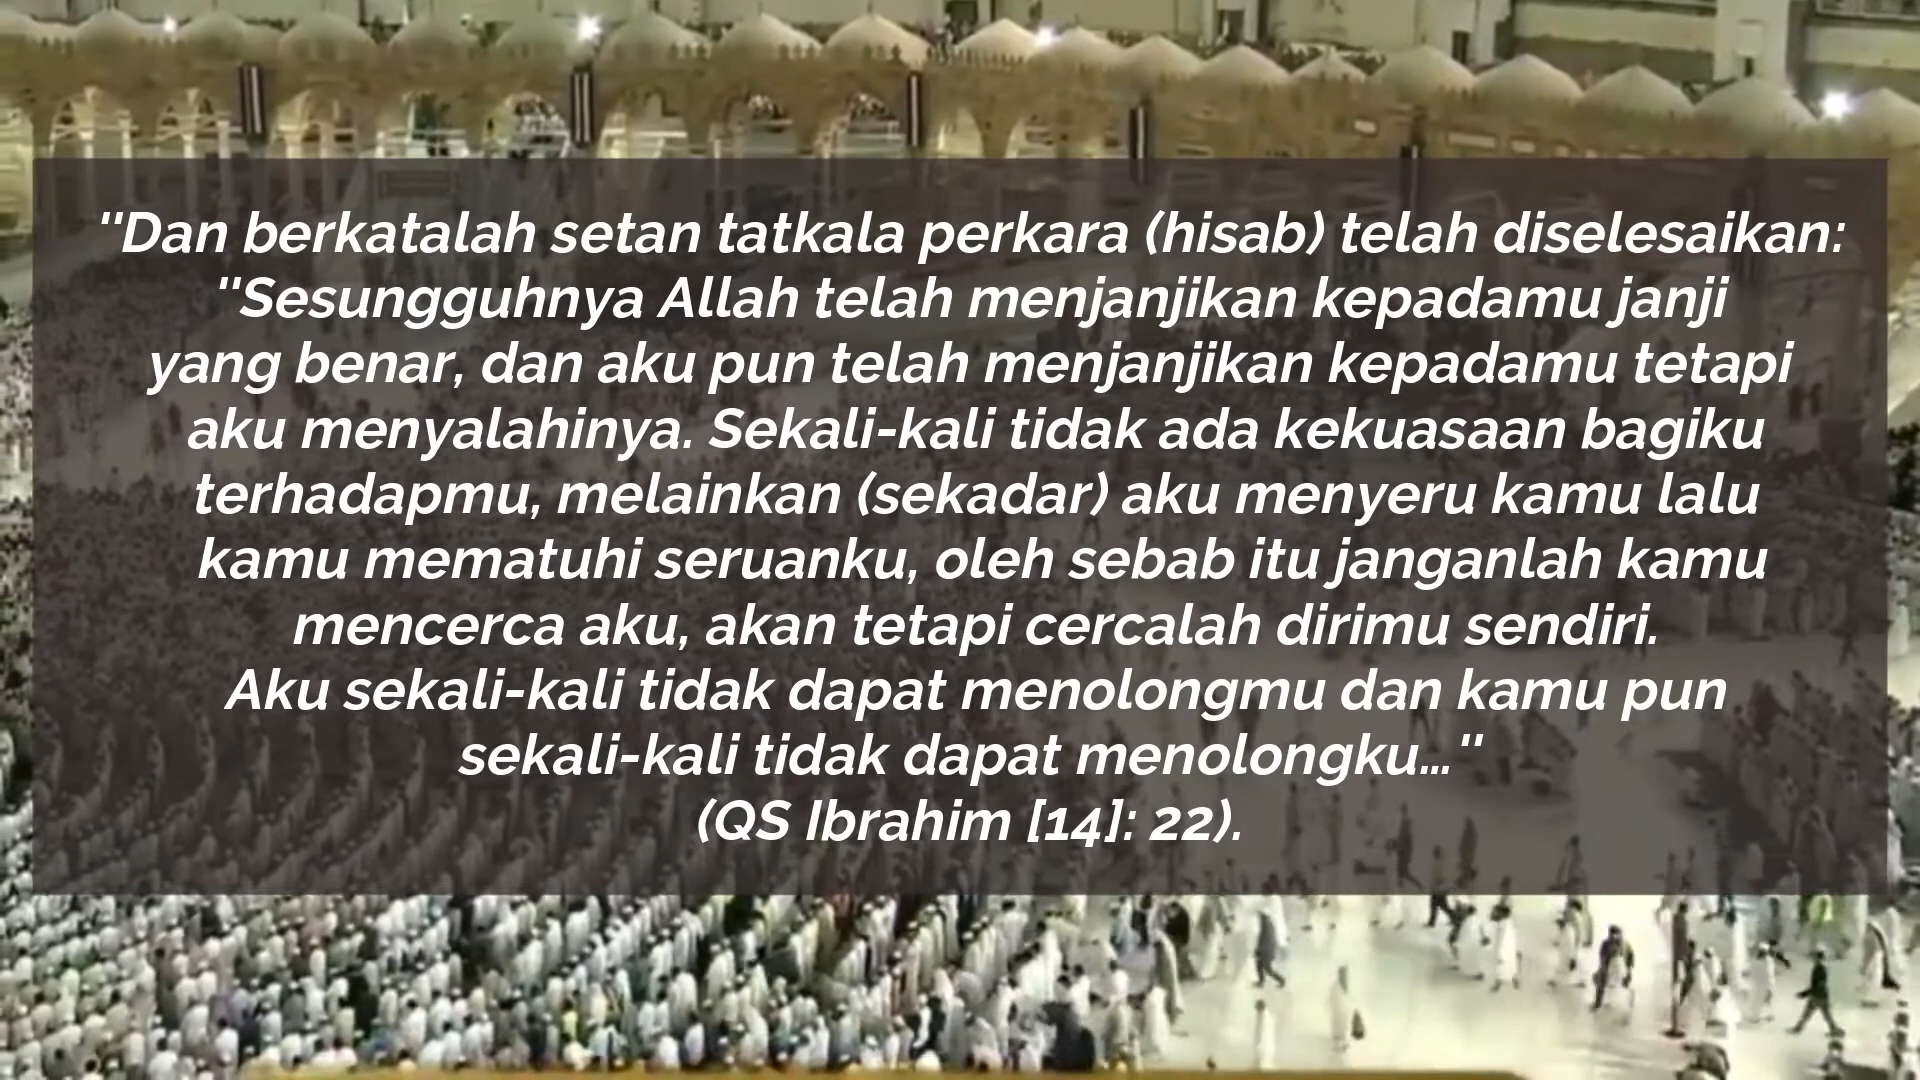 "Dan berkatalah setan tatkala perkara (hisab) telah diselesaikan:
"Sesungguhnya Allah telah menjanjikan kepadamu janji
yang benar, dan aku pun telah menjanjikan kepadamu tetapi
aku menyalahinya. Sekali-kali tidak ada kekuasaan bagiku
terhadapmu, melainkan (sekadar) aku menyeru kamu lalu
kamu mematuhi seruanku, oleh sebab itu janganlah kamu
mencerca aku, akan tetapi cercalah dirimu sendiri.
Aku sekali-kali tidak dapat menolongmu dan kamu pun
sekali-kali tidak dapat menolongku..."
(QS Ibrahim [14]: 22).